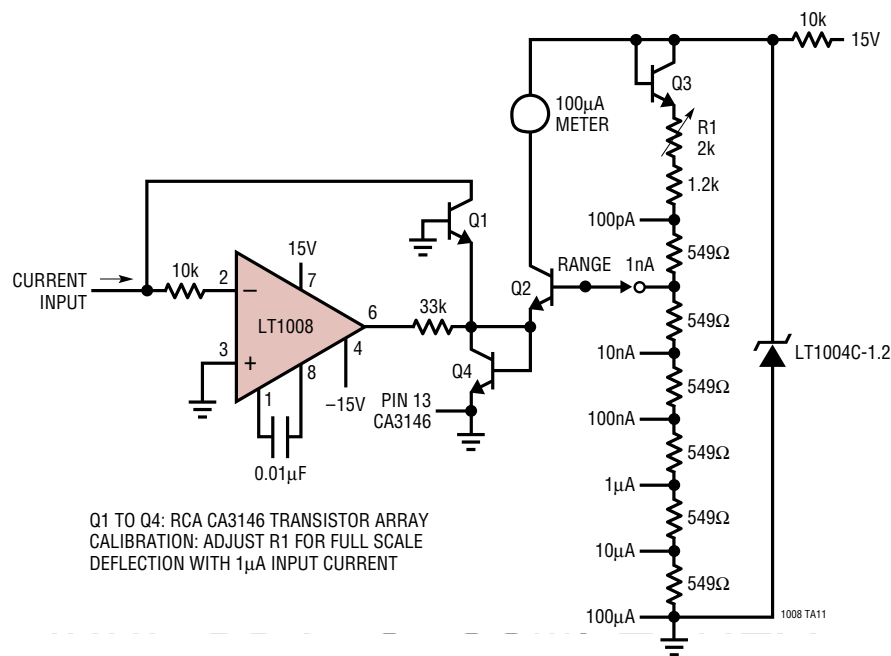 10k
15V
Q3
100µA
METER
R1
2k
1.2k
Q1
100pA
549Ω
15V
CURRENT
INPUT
10k
2
7
RANGE
1nA
Q2
−
LT1008
6
33k
549Ω
3
+
4
8
Q4
10nA
LT1004C-1.2
549Ω
1
–15V
PIN 13
CA3146
100nA
0.01µF
549Ω
1µA
Q1 TO Q4: RCA CA3146 TRANSISTOR ARRAY
CALIBRATION: ADJUST R1 FOR FULL SCALE
DEFLECTION WITH 1µA INPUT CURRENT
549Ω
10µA
549Ω
100µA
1008 TA11